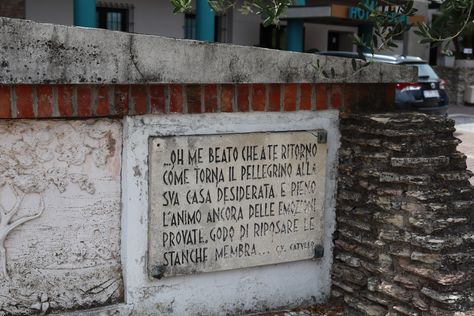 HOTEL
...OH ME BEATO CHE A TE RITORNO
COME TORNA IL PELLEGRINO ALLA
SVA CASA DESIDERATA E PIENO
L'ANIMO ANCORA DELLE EMOZIONI
PROVATE, GODO DI RIPOSARE LE
STANCHE MEMBRA... C.V. CATVLLO